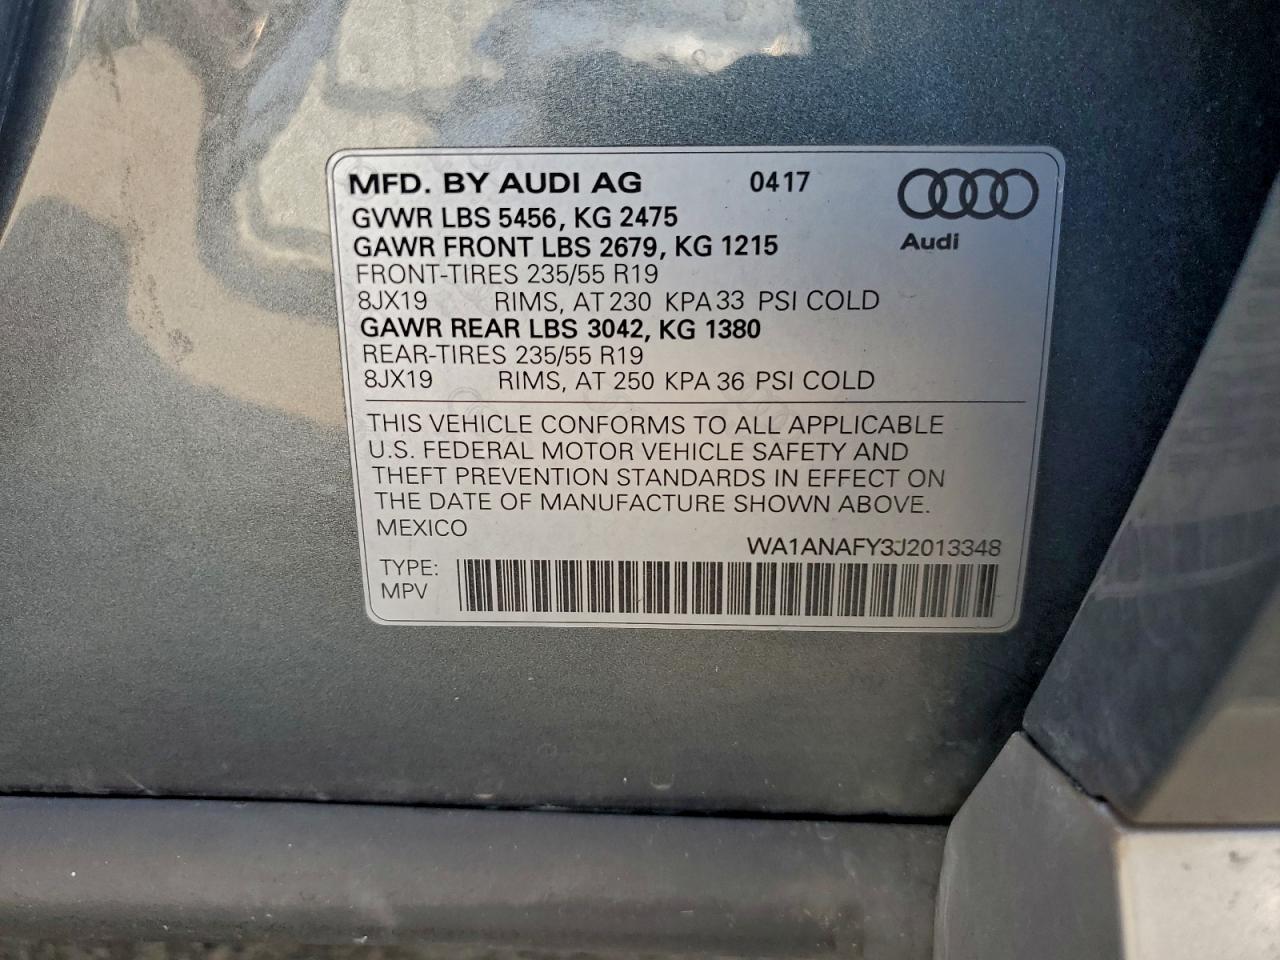 MFD. BY AUDI AG 0417
GVWR LBS 5456, KG 2475
GAWR FRONT LBS 2679, KG 1215
Audi
FRONT-TIRES 235/55 R19
8JX19 RIMS, AT 230 KPA 33 PSI COLD
GAWR REAR LBS 3042, KG 1380
REAR-TIRES 235/55 R19
8JX19 RIMS, AT 250 KPA 36 PSI COLD
THIS VEHICLE CONFORMS TO ALL APPLICABLE
U.S. FEDERAL MOTOR VEHICLE SAFETY AND
THEFT PREVENTION STANDARDS IN EFFECT ON
THE DATE OF MANUFACTURE SHOWN ABOVE.
MEXICO
WA1ANAFY3J2013348
TYPE:
MPV